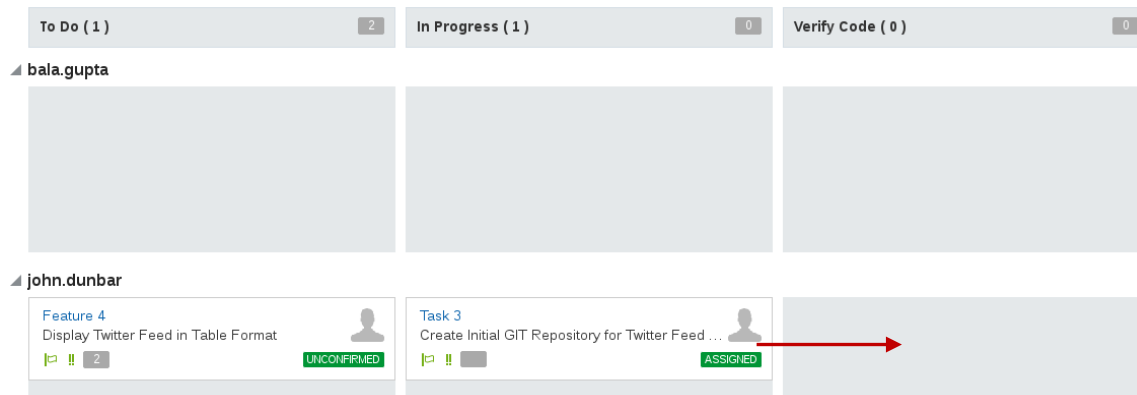 To Do ( 1 )
2
In Progress ( 1 )
0
Verify Code ( 0 )
0
bala.gupta
john.dunbar
Feature 4
Display Twitter Feed in Table Format
!! 2
UNCONFIRMED
Task 3
Create Initial GIT Repository for Twitter Feed ...
!!
ASSIGNED